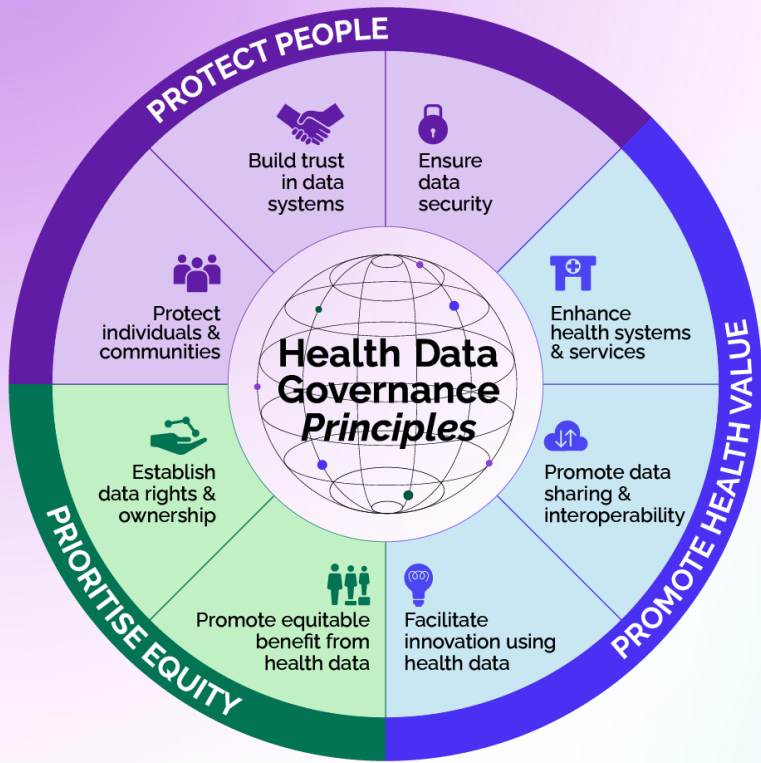 PROTECT PEOPLE
Build trust
in data
systems
Ensure
data
security
Protect
individuals &
communities
Enhance
health systems
& services
Health Data
Governance
Principles
PROMOTE HEALTH VALUE
Establish
data rights &
ownership
Promote data
sharing &
interoperability
PRIORITISE EQUITY
Promote equitable
benefit from
health data
Facilitate
innovation using
health data